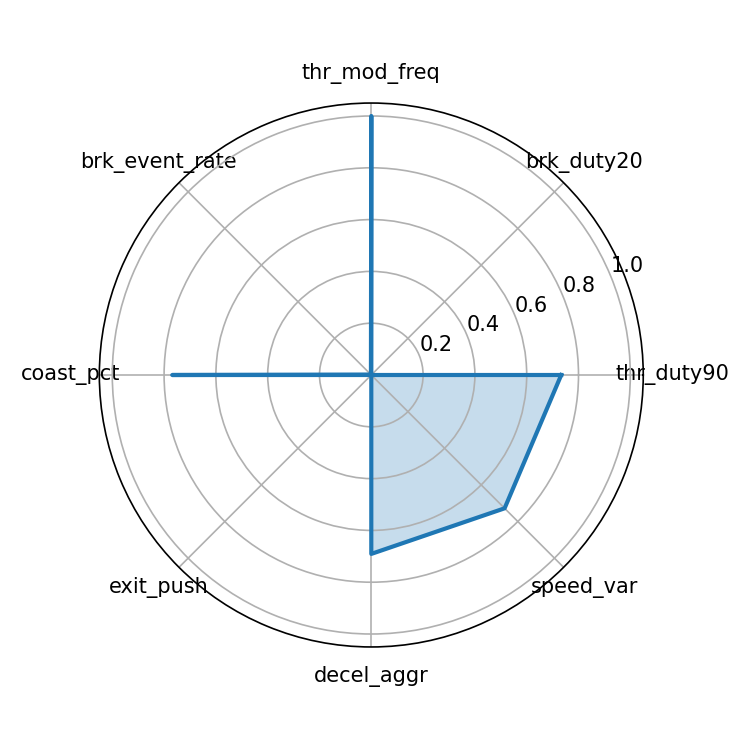 thr_mod_freq
brk_event_rate
brk_duty20
1.0
0.8
0.6
0.4
0.2
coast_pct
thr_duty90
exit_push
speed_var
decel_aggr